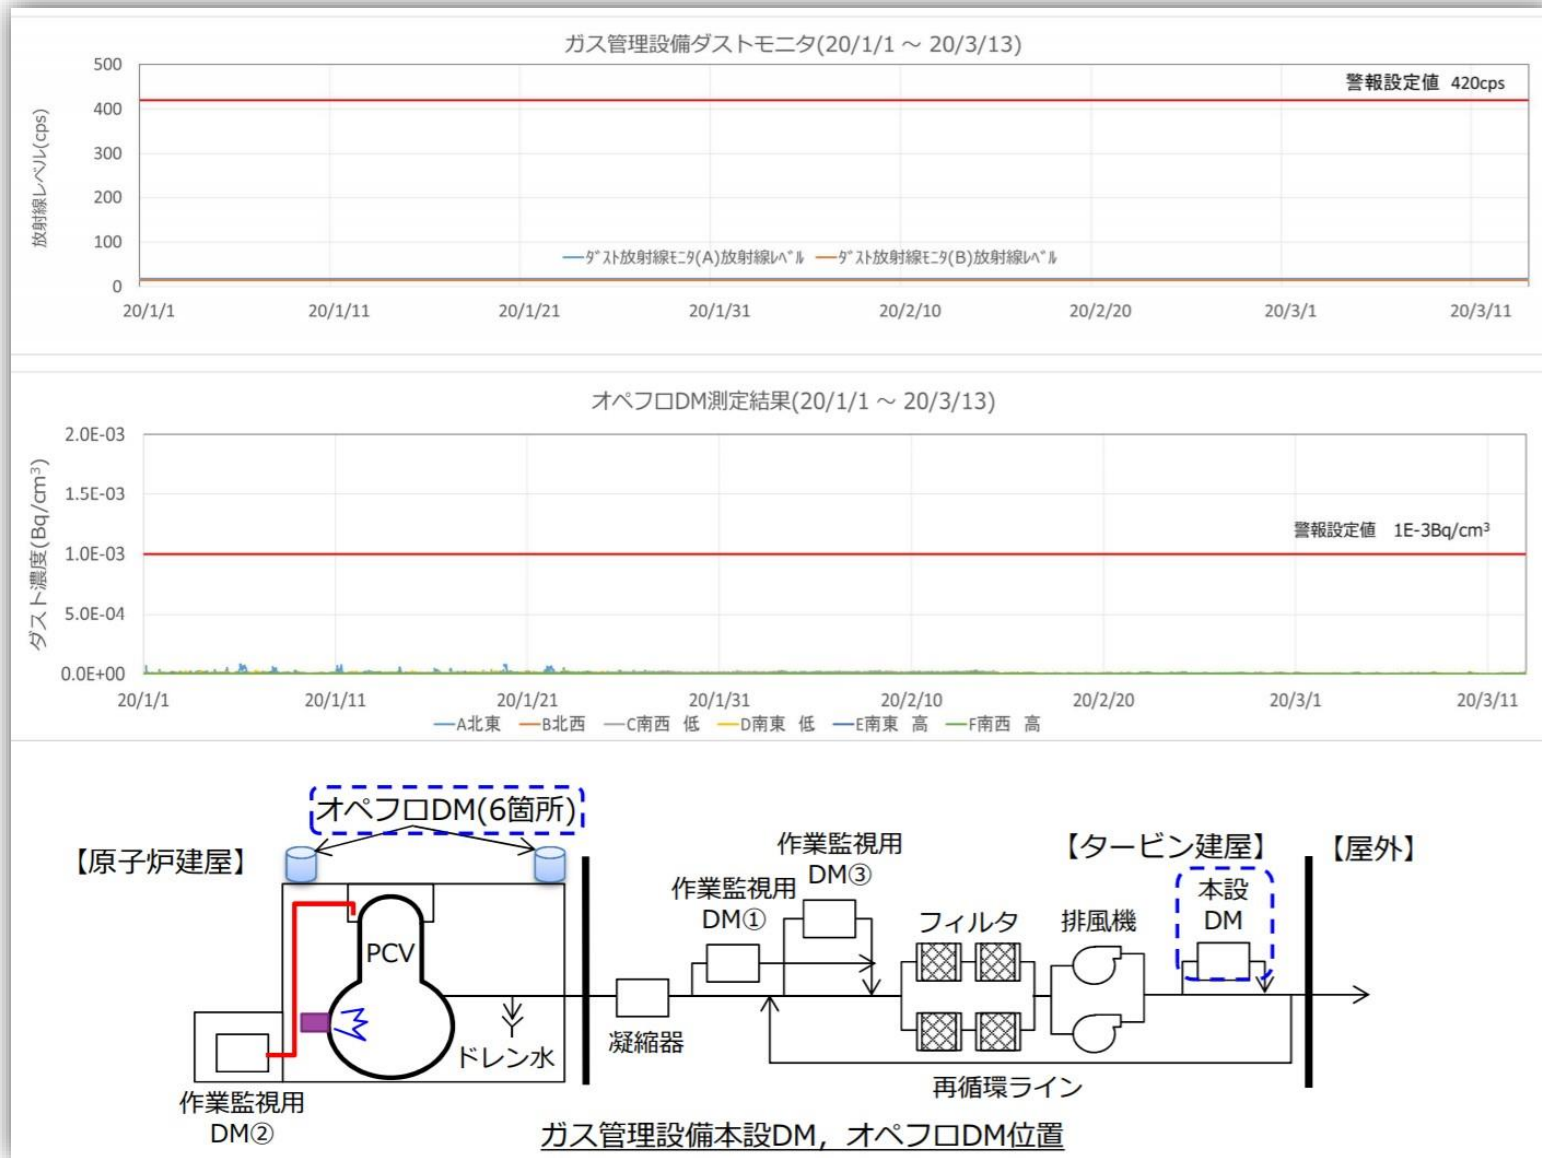 ガス管理設備ダストモニタ(20/1/1 ～ 20/3/13)
500
警報設定値 420cps
400
300
200
100
0
放射線レベル(cps)
ダスト放射線モニタ(A)放射線レベル ダスト放射線モニタ(B)放射線レベル
20/1/1 20/1/11 20/1/21 20/1/31 20/2/10 20/2/20 20/3/1 20/3/11
オペフロDM測定結果(20/1/1 ～ 20/3/13)
2.0E-03
1.5E-03
警報設定値 1E-3Bq/cm³
1.0E-03
5.0E-04
0.0E+00
ダスト濃度(Bq/cm³)
20/1/1 20/1/11 20/1/21 20/1/31 20/2/10 20/2/20 20/3/1 20/3/11
A北東 B北西 C南西 低 D南東 低 E南東 高 F南西 高
オペフロDM(6箇所)
【原子炉建屋】
作業監視用
DM③
【タービン建屋】
【屋外】
作業監視用
DM①
本設
DM
フィルタ
排風機
PCV
ドレン水
凝縮器
再循環ライン
作業監視用
DM②
ガス管理設備本設DM，オペフロDM位置